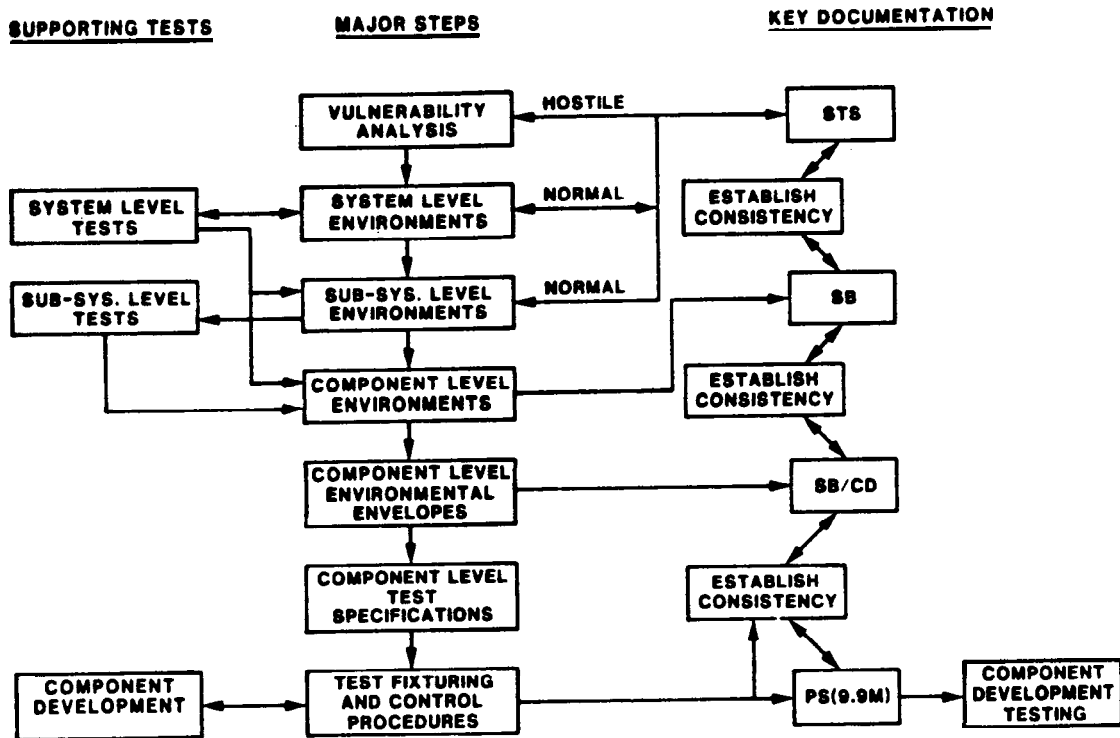 SUPPORTING TESTS
MAJOR STEPS
KEY DOCUMENTATION
VULNERABILITY
ANALYSIS
HOSTILE
STS
SYSTEM LEVEL
TESTS
SYSTEM LEVEL
ENVIRONMENTS
NORMAL
ESTABLISH
CONSISTENCY
SUB-SYS. LEVEL
TESTS
SUB-SYS. LEVEL
ENVIRONMENTS
NORMAL
SB
COMPONENT LEVEL
ENVIRONMENTS
ESTABLISH
CONSISTENCY
COMPONENT LEVEL
ENVIRONMENTAL
ENVELOPES
SB/CD
COMPONENT LEVEL
TEST
SPECIFICATIONS
ESTABLISH
CONSISTENCY
COMPONENT
DEVELOPMENT
TEST FIXTURING
AND CONTROL
PROCEDURES
PS(9.9M)
COMPONENT
DEVELOPMENT
TESTING